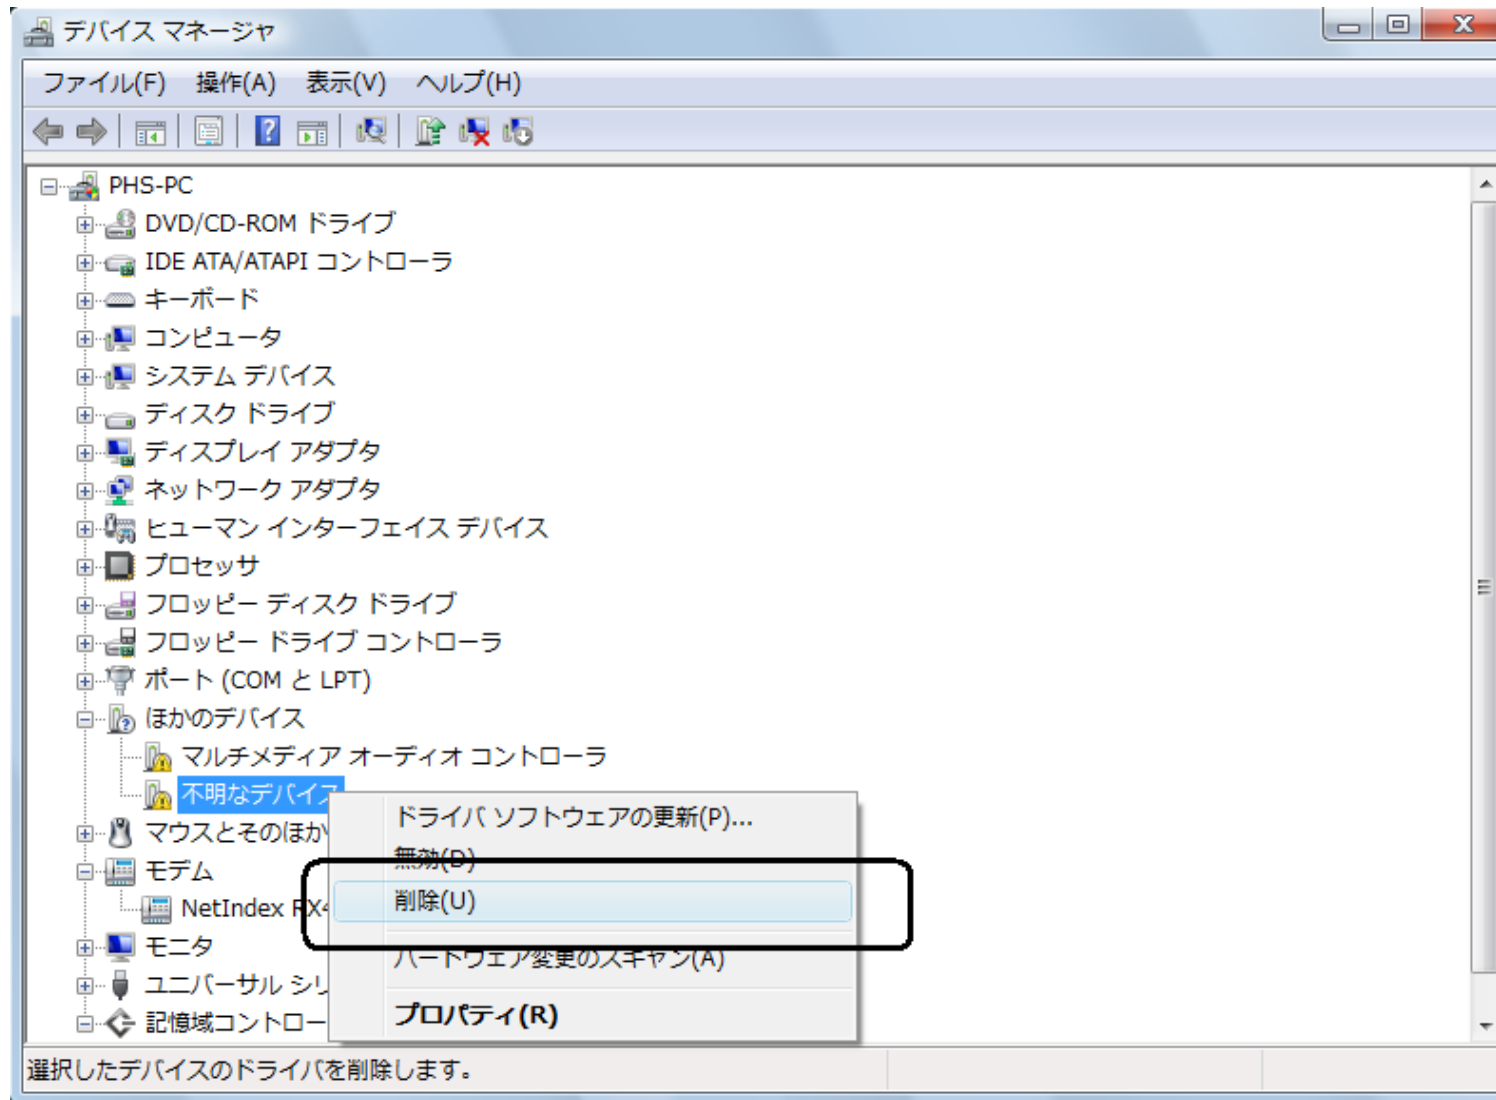 デバイス マネージャ
ファイル(F) 操作(A) 表示(V) ヘルプ(H)
PHS-PC
DVD/CD-ROM ドライブ
IDE ATA/ATAPI コントローラ
キーボード
コンピュータ
システム デバイス
ディスク ドライブ
ディスプレイ アダプタ
ネットワーク アダプタ
ヒューマン インターフェイス デバイス
プロセッサ
フロッピー ディスク ドライブ
フロッピー ドライブ コントローラ
ポート (COM と LPT)
ほかのデバイス
マルチメディア オーディオ コントローラ
不明なデバイス
マウスとそのほか
モデム
NetIndex RX4
モニタ
ユニバーサル シリ
記憶域コントロー
ドライバ ソフトウェアの更新(P)...
無効(D)
削除(U)
ハードウェア変更のスキャン(A)
プロパティ(R)
選択したデバイスのドライバを削除します。